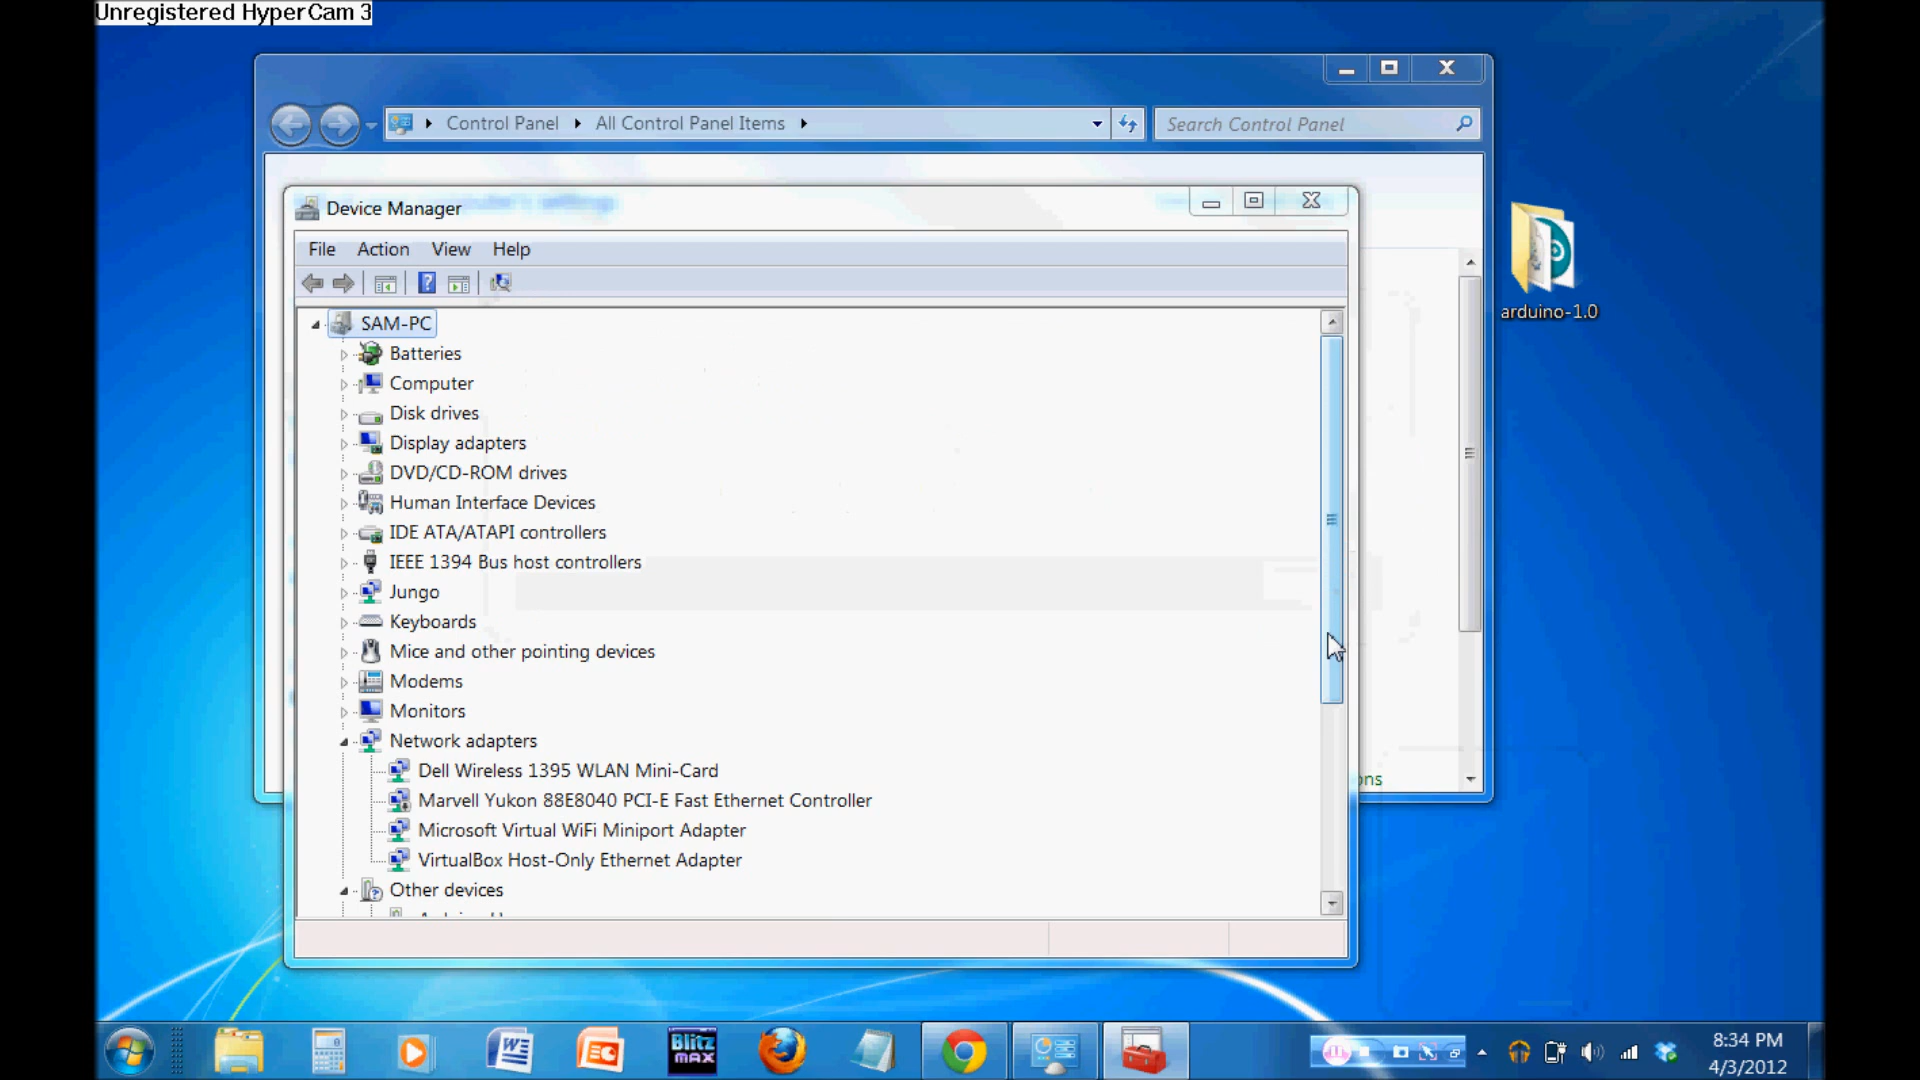 Unregistered HyperCam 3
Control Panel
All Control Panel Items
Search Control Panel
Device Manager
File Action View Help
SAM-PC
arduino-1.0
Batteries
Computer
Disk drives
Display adapters
DVD/CD-ROM drives
Human Interface Devices
IDE ATA/ATAPI controllers
IEEE 1394 Bus host controllers
Jungo
Keyboards
Mice and other pointing devices
Modems
Monitors
Network adapters
Dell Wireless 1395 WLAN Mini-Card
ons
Marvell Yukon 88E8040 PCI-E Fast Ethernet Controller
Microsoft Virtual WiFi Miniport Adapter
VirtualBox Host-Only Ethernet Adapter
Other devices
Blitz
MAX
8:34 PM
4/3/2012